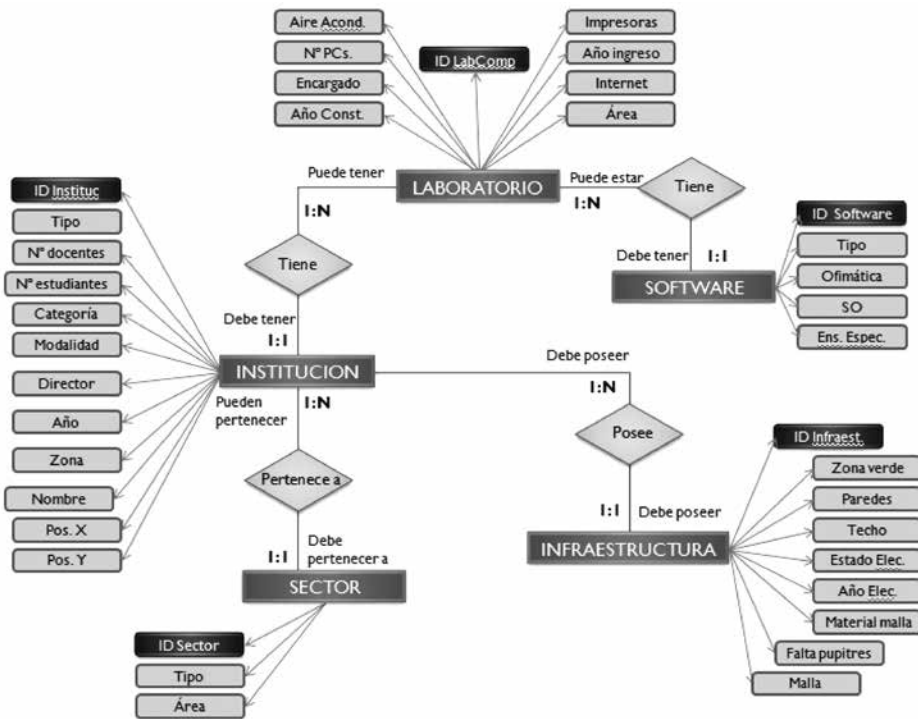 Aire Acond.
Nº PCs.
Encargado
Año Const.
ID LabComp
Impresoras
Año ingreso
Internet
Área
Puede tener
LABORATORIO
Puede estar
1:N
1:N
Tiene
Debe tener
1:1
SOFTWARE
ID Software
Tipo
Ofimática
SO
Ens. Espec.
ID Instituc
Tipo
Nº docentes
Nº estudiantes
Categoría
Modalidad
Director
Año
Zona
Nombre
Pos. X
Pos. Y
Tiene
Debe tener
1:1
INSTITUCION
Pueden
pertenecer
1:N
Pertenece a
1:1
Debe
pertenecer a
SECTOR
ID Sector
Tipo
Área
Debe poseer
1:N
Posee
1:1
Debe poseer
INFRAESTRUCTURA
ID Infraest.
Zona verde
Paredes
Techo
Estado Elec.
Año Elec.
Material malla
Falta pupitres
Malla